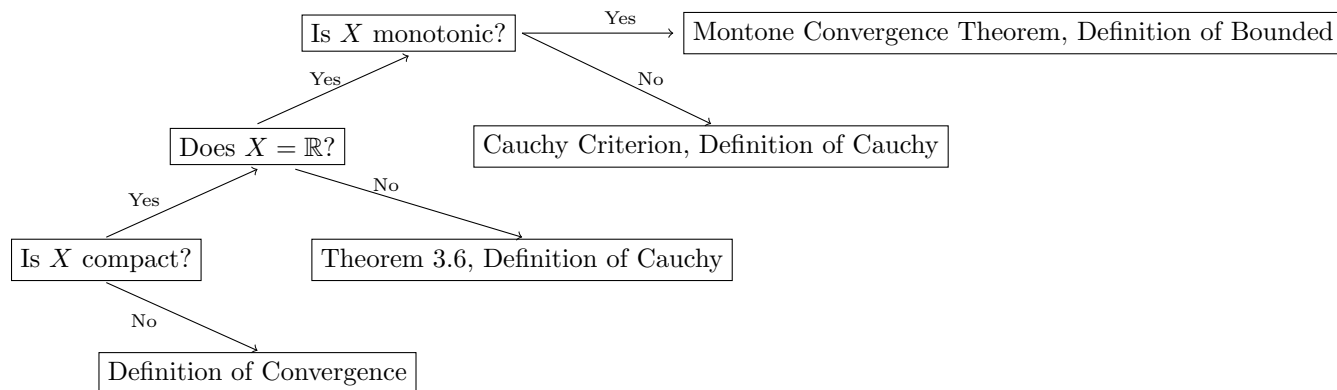 Is X monotonic?
Yes
Montone Convergence Theorem, Definition of Bounded
Yes
No
Does X = ℝ?
Cauchy Criterion, Definition of Cauchy
Yes
No
Is X compact?
Theorem 3.6, Definition of Cauchy
No
Definition of Convergence